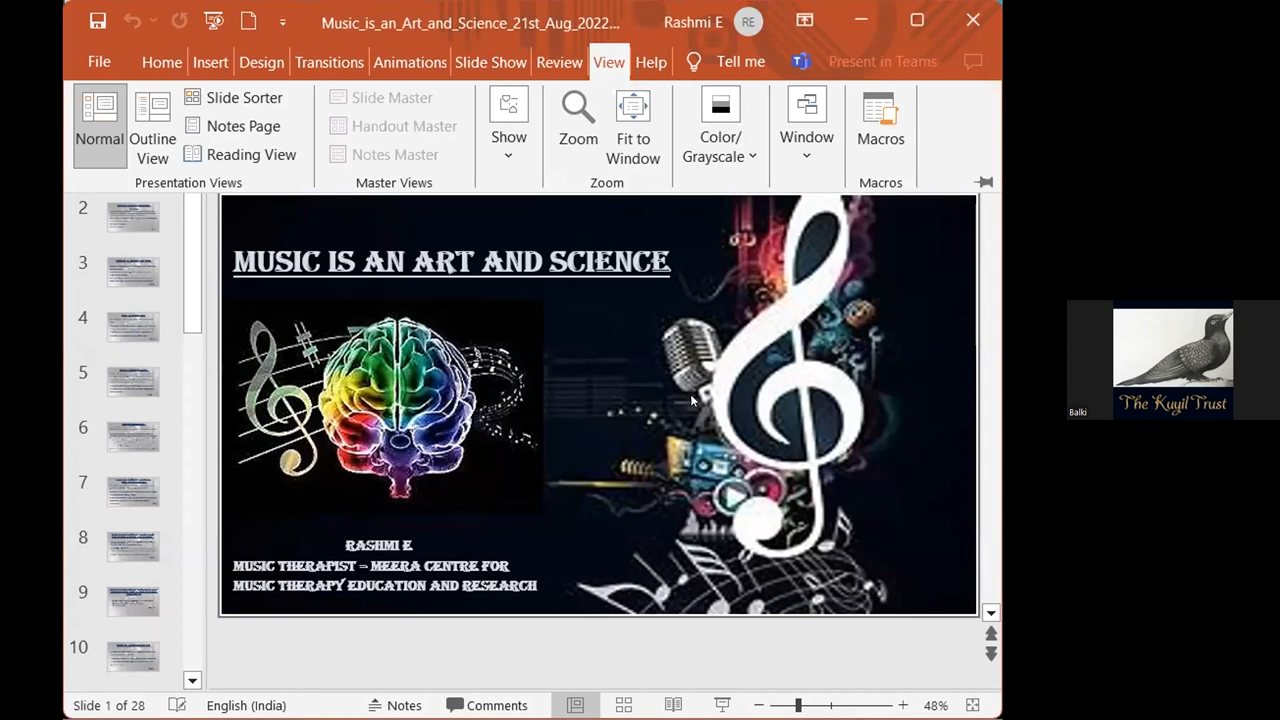 Music_is_an_Art_and_Science_21st_Aug_2022...
Rashmi E
RE
File
Home
Insert
Design
Transitions
Animations
Slide Show
Review
View
Help
Tell me
Present in Teams
Normal
Outline
View
Slide Sorter
Notes Page
Reading View
Presentation Views
Slide Master
Handout Master
Notes Master
Master Views
Show
Zoom
Fit to
Window
Zoom
Color/
Grayscale
Window
Macros
Macros
2
3
4
5
6
7
8
9
10
MUSIC IS AN ART AND SCIENCE
RASHMI E
MUSIC THERAPIST – MEERA CENTRE FOR
MUSIC THERAPY EDUCATION AND RESEARCH
Balki
The Kuyil Trust
Slide 1 of 28
English (India)
Notes
Comments
48%